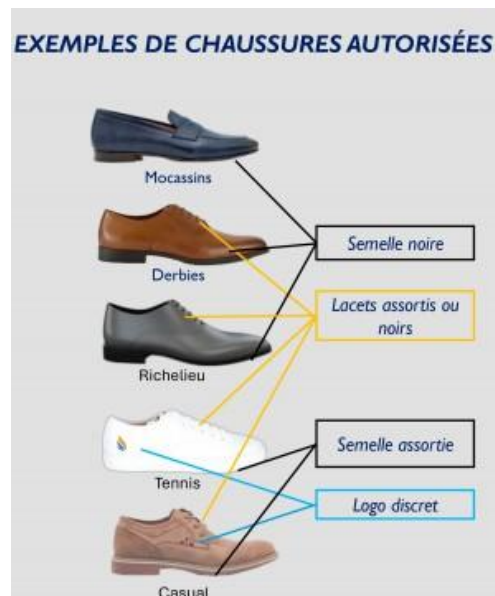 EXEMPLES DE CHAUSSURES AUTORISÉES
Mocassins
Derbies
Semelle noire
Lacets assortis ou
noirs
Richelieu
Semelle assortie
Tennis
Logo discret
Casual